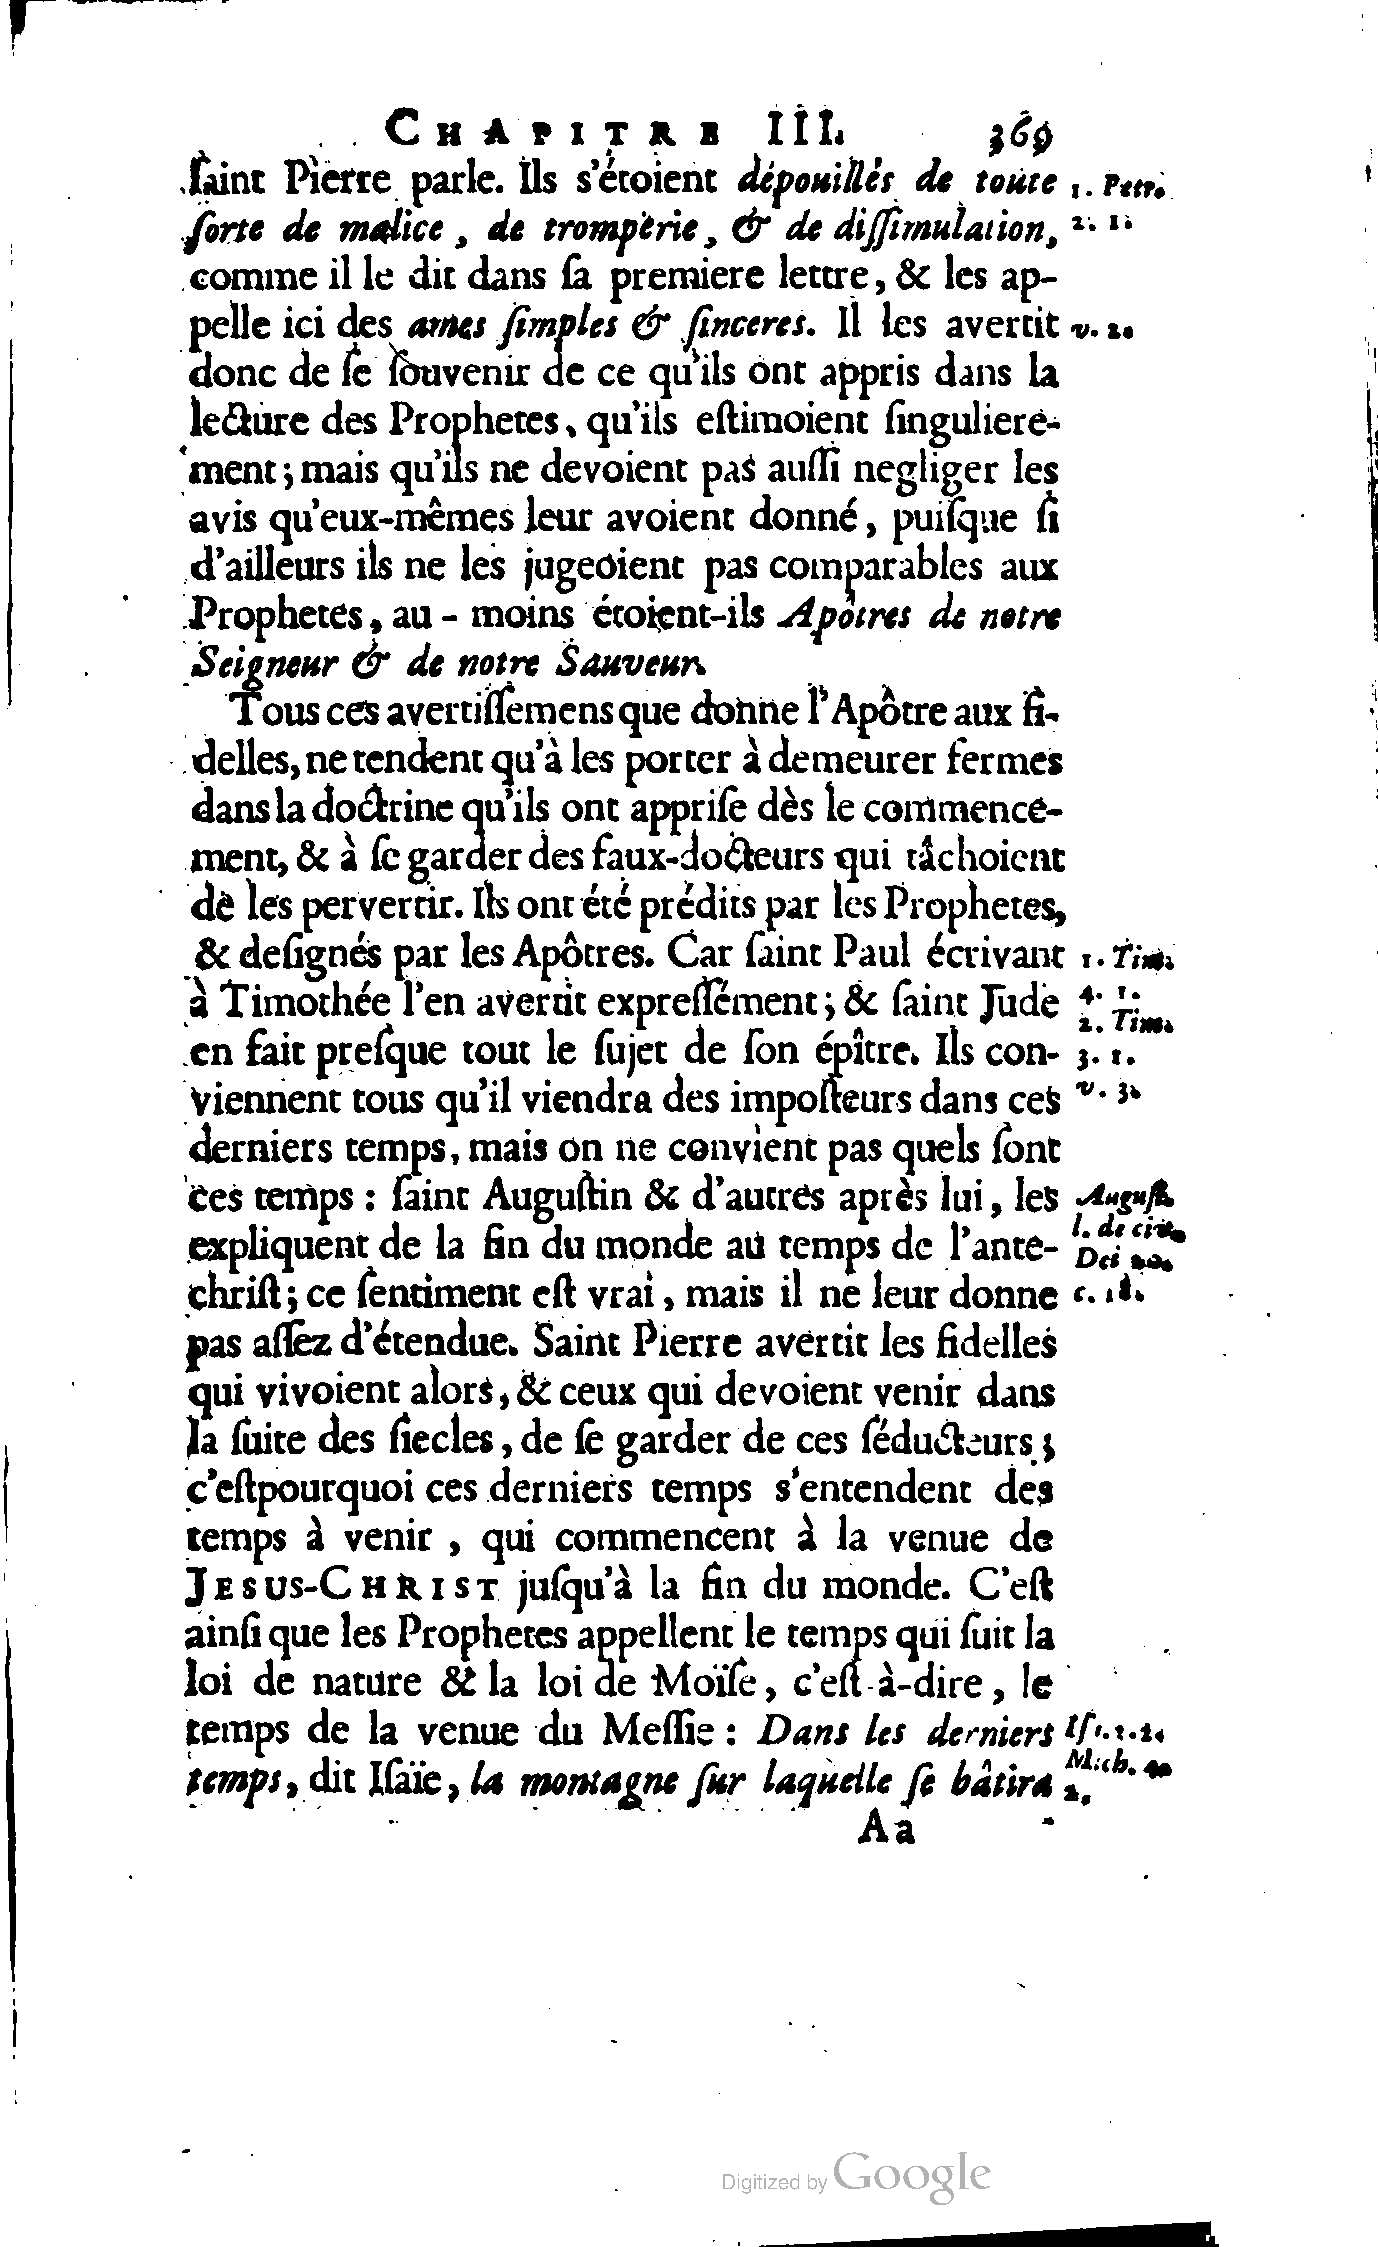 CHAPITRE III. 369
ſaint Pierre parle. Ils s'étoient dépouillés de toute
ſorte de malice, de tromperie, & de diſſimulation,
comme il le dit dans ſa premiere lettre, & les ap-
pelle ici des ames ſimples & ſinceres. Il les avertit
donc de ſe ſouvenir de ce qu'ils ont appris dans la
lecture des Prophetes, qu'ils eſtimoient ſinguliere-
ment; mais qu'ils ne devoient pas auſſi negliger les
avis qu'eux-mêmes leur avoient donné, puiſque ſi
d'ailleurs ils ne les jugeoient pas comparables aux
Prophetes, au-moins étoient-ils Apôtres de notre
Seigneur & de notre Sauveur.
Tous ces avertiſſemens que donne l'Apôtre aux fi-
delles, ne tendent qu'à les porter à demeurer fermes
dans la doctrine qu'ils ont appriſe dès le commence-
ment, & à ſe garder des faux-docteurs qui tâchoient
de les pervertir. Ils ont été prédits par les Prophetes,
& deſignés par les Apôtres. Car ſaint Paul écrivant
à Timothée l'en avertit expreſſément; & ſaint Jude
en fait preſque tout le ſujet de ſon épître. Ils con-
viennent tous qu'il viendra des impoſteurs dans ces
derniers temps, mais on ne convient pas quels ſont
ces temps : ſaint Auguſtin & d'autres après lui, les
expliquent de la fin du monde au temps de l'ante-
chriſt; ce ſentiment eſt vrai, mais il ne leur donne
pas aſſez d'étendue. Saint Pierre avertit les fidelles
qui vivoient alors, & ceux qui devoient venir dans
la ſuite des ſiecles, de ſe garder de ces ſéducteurs;
c'eſtpourquoi ces derniers temps s'entendent des
temps à venir, qui commencent à la venue de
JESUS-CHRIST juſqu'à la fin du monde. C'eſt
ainſi que les Prophetes appellent le temps qui ſuit la
loi de nature & la loi de Moïſe, c'eſt-à-dire, le
temps de la venue du Meſſie : Dans les derniers
temps, dit Iſaïe, la montagne ſur laquelle ſe bâtira
Aa
1. Petr.
2. 1.
v. 2.
1. Tim.
4. 1.
2. Tim.
3. 1.
v. 3.
Auguſt.
l. de civit.
Dei
c. 18.
Iſ. 2. 2.
Mich. 4.
2.
Digitized by Google